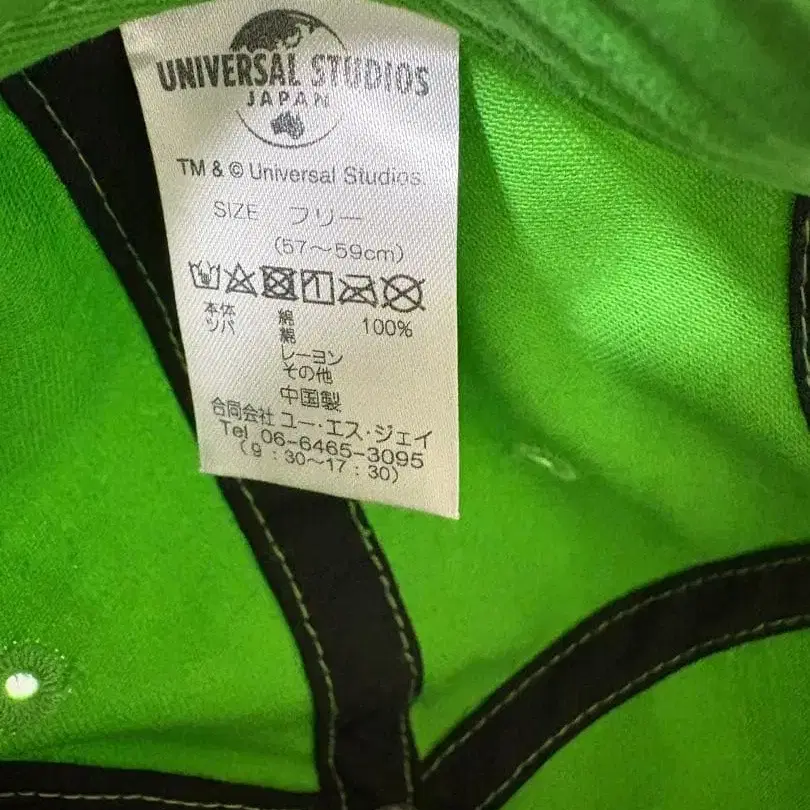 UNIVERSAL STUDIOS
JAPAN
TM & © Universal Studios.
SIZE フリー
(57〜59cm)
本体 綿 100%
ツバ 綿
レーヨン
その他
中国製
合同会社 ユー・エス・ジェイ
Tel 06-6465-3095
(9:30〜17:30)